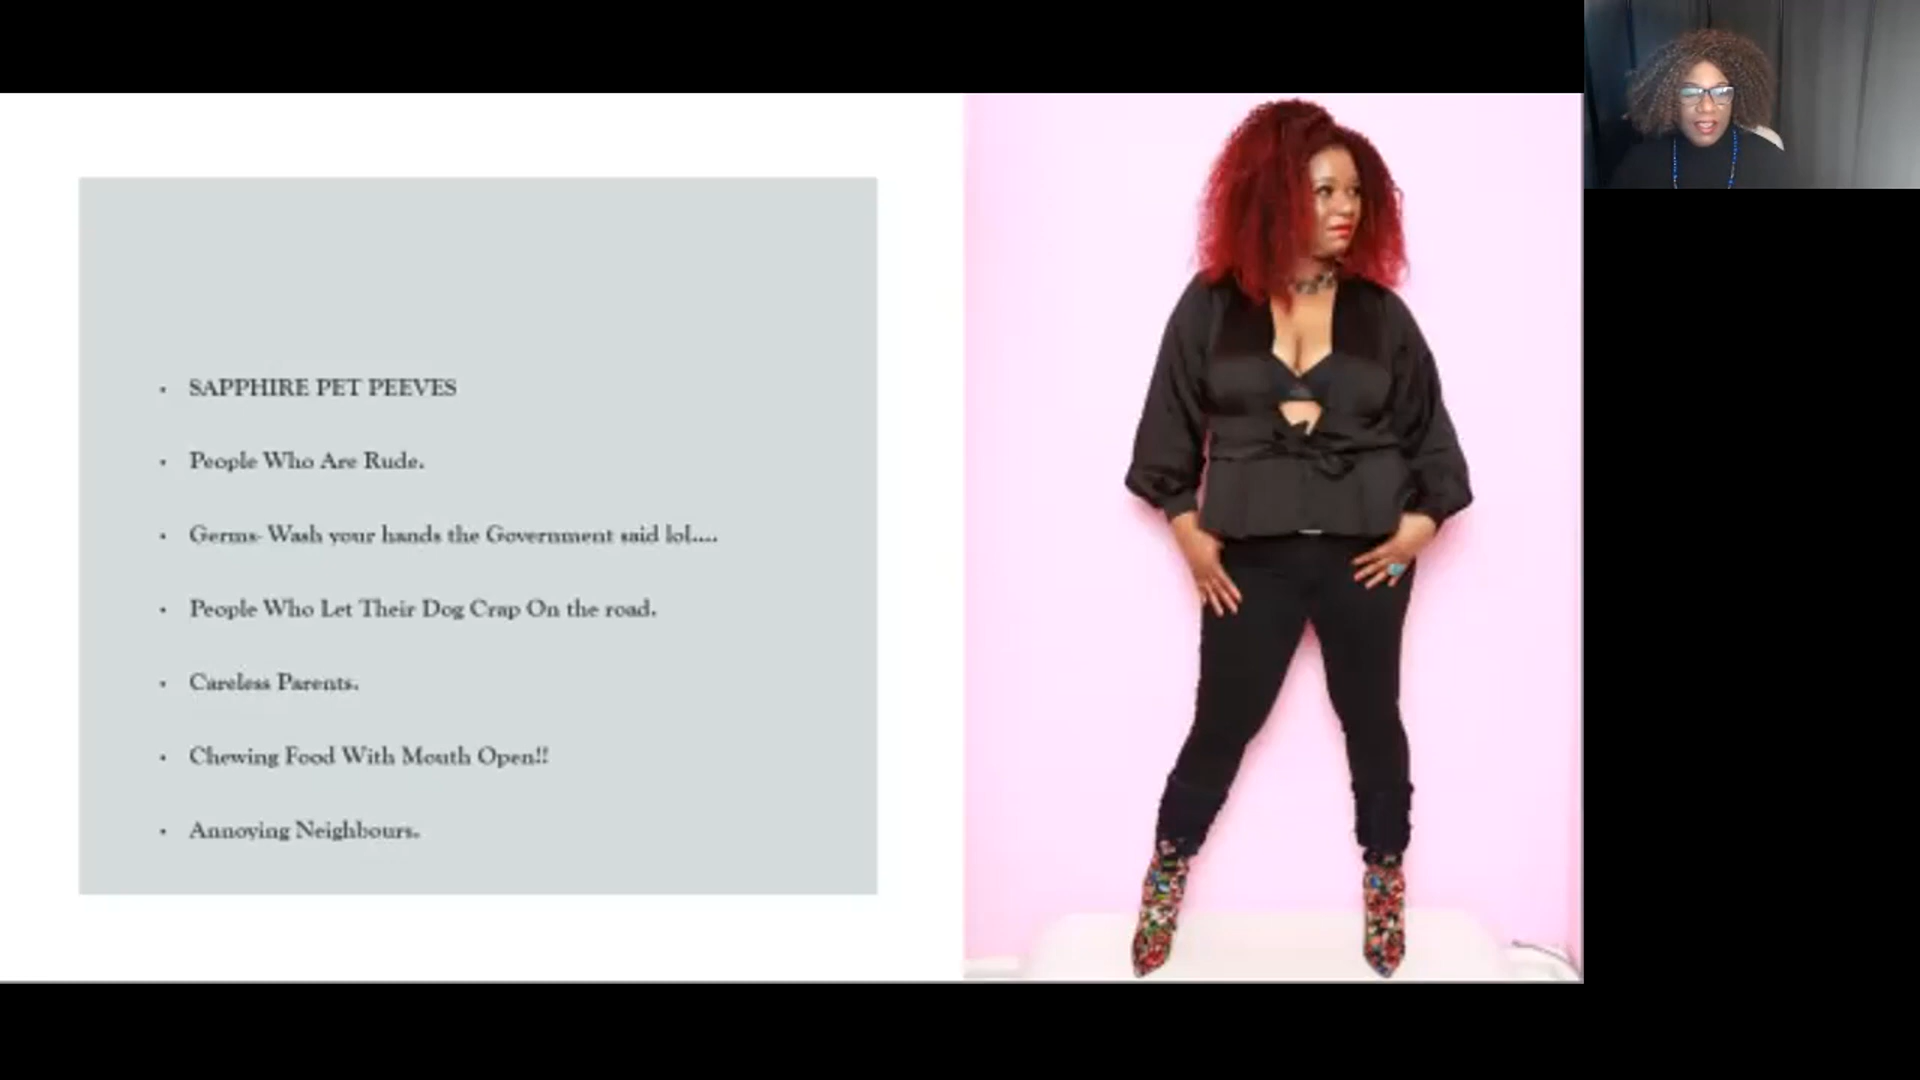 SAPPHIRE PET PEEVES
People Who Are Rude.
Germs- Wash your hands the Government said lol....
People Who Let Their Dog Crap On the road.
Careless Parents.
Chewing Food With Mouth Open!!
Annoying Neighbours.